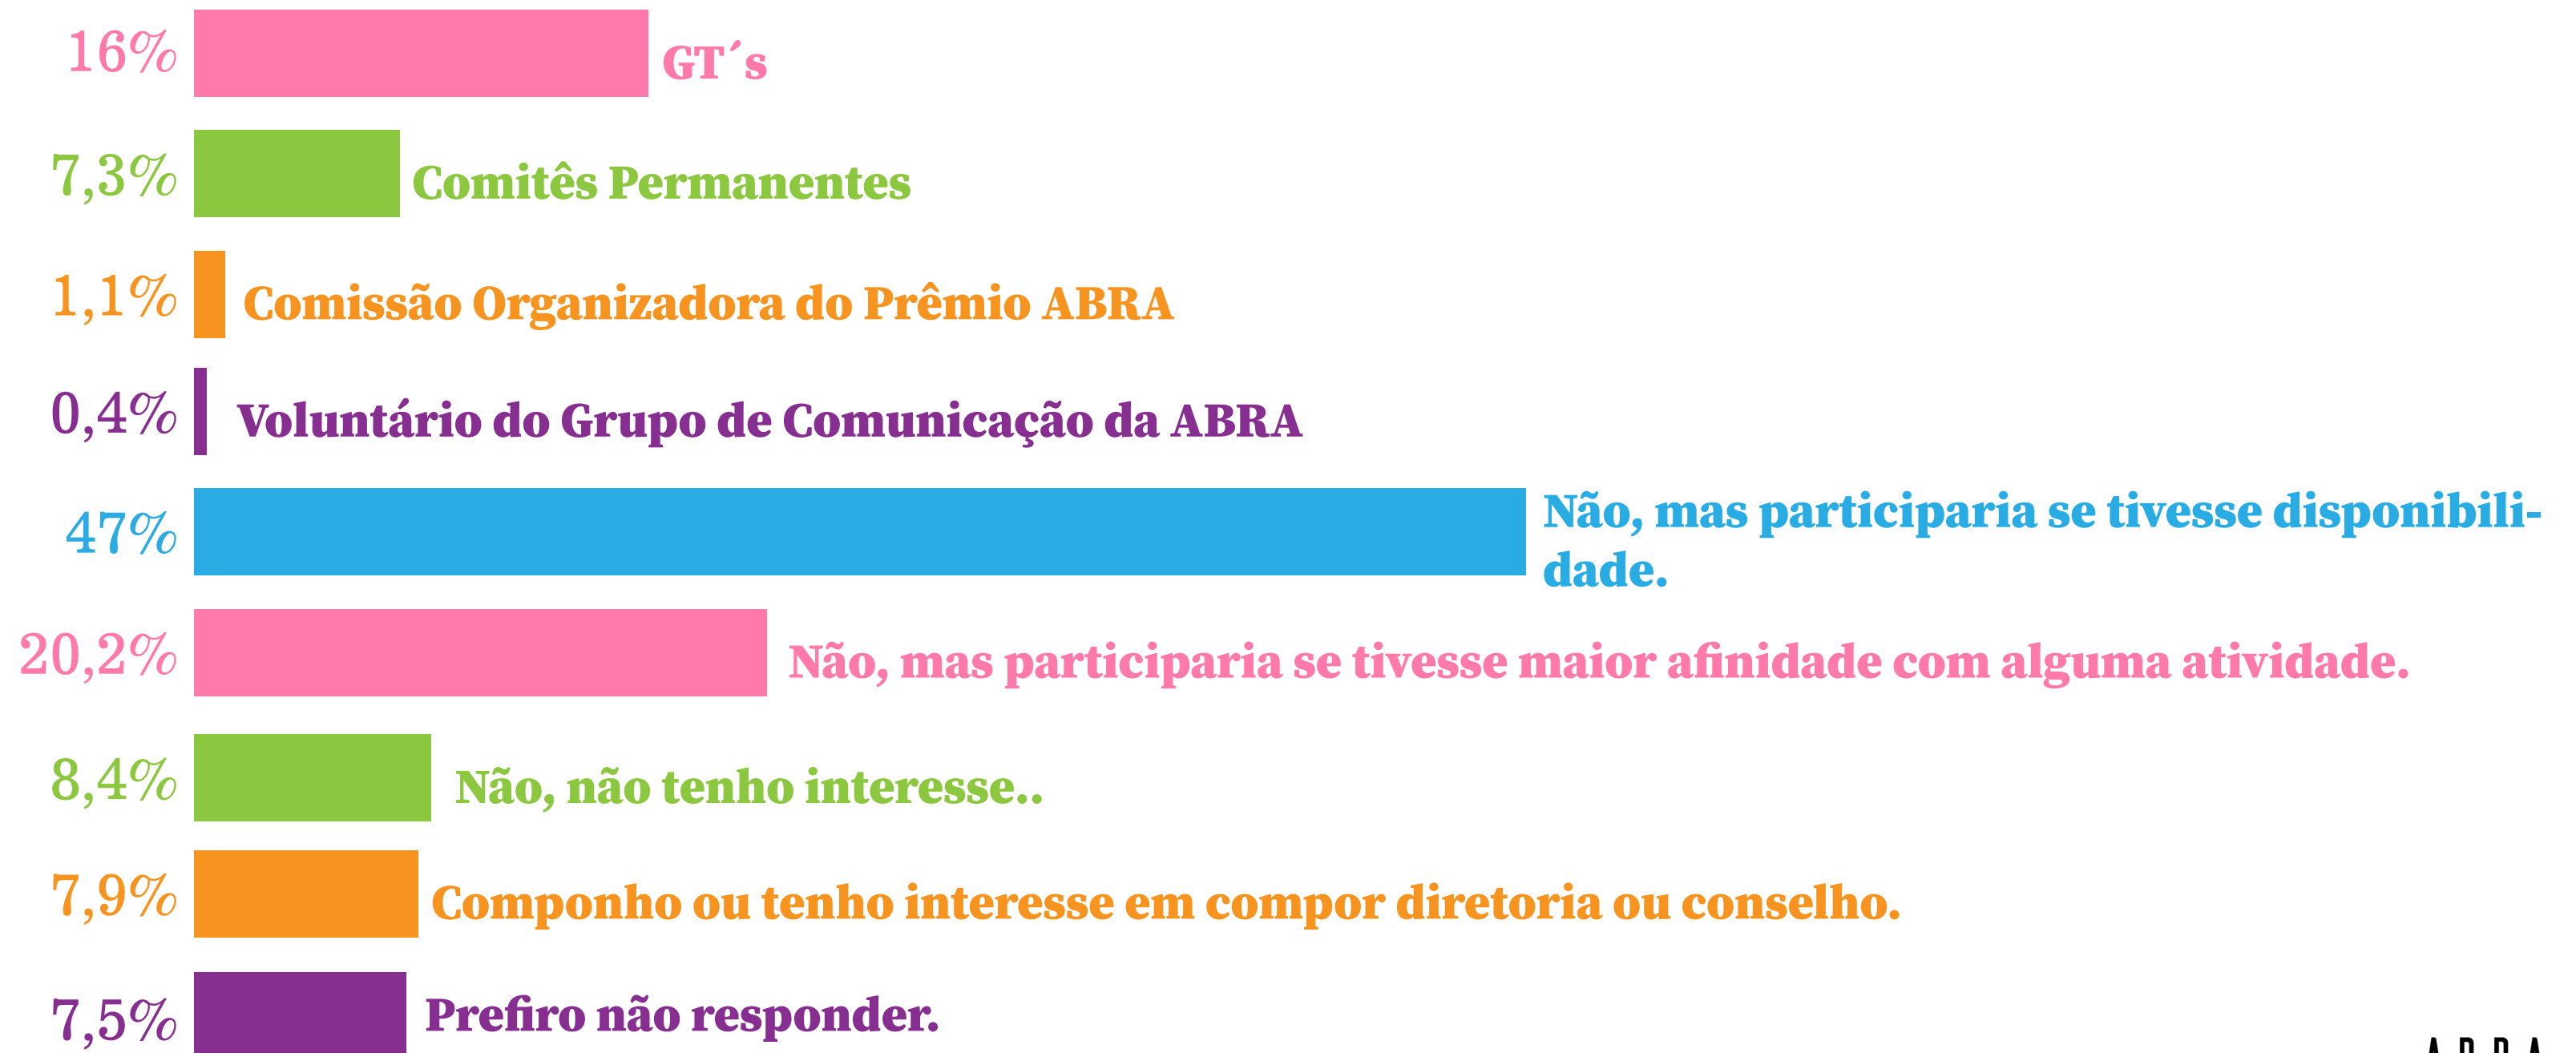 16% GT´s
7,3% Comitês Permanentes
1,1% Comissão Organizadora do Prêmio ABRA
0,4% Voluntário do Grupo de Comunicação da ABRA
47% Não, mas participaria se tivesse disponibili-
dade.
20,2% Não, mas participaria se tivesse maior afinidade com alguma atividade.
8,4% Não, não tenho interesse..
7,9% Componho ou tenho interesse em compor diretoria ou conselho.
7,5% Prefiro não responder.